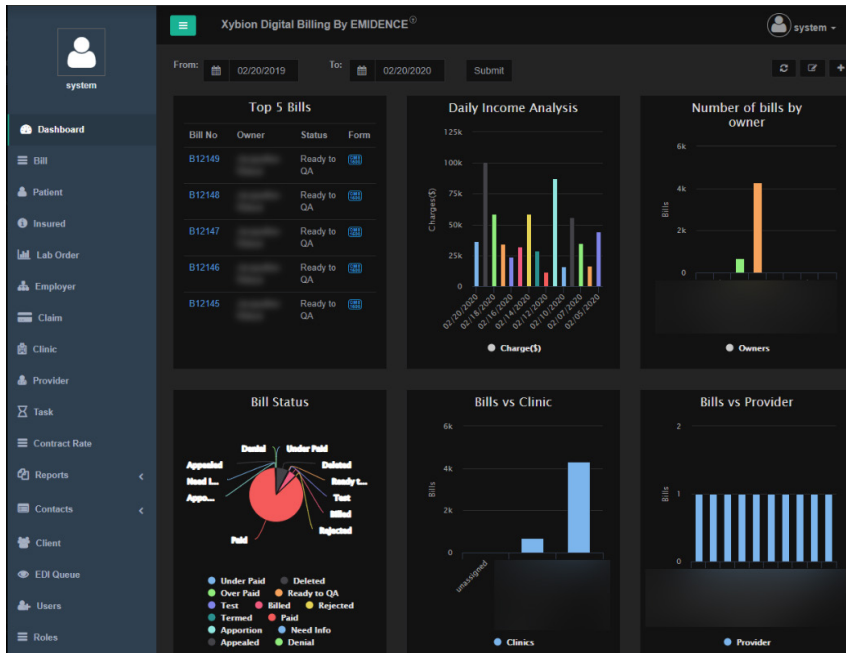 Xybion Digital Billing By EMIDENCE®
system
system
From:
02/20/2019
To:
02/20/2020
Submit
Dashboard
Bill
Patient
Insured
Lab Order
Employer
Claim
Clinic
Provider
Task
Contract Rate
Reports
Contacts
Client
EDI Queue
Users
Roles
Top 5 Bills
Bill No Owner Status Form
B12149 Ready to
QA
B12148 Ready to
QA
B12147 Ready to
QA
B12146 Ready to
QA
B12145 Ready to
QA
Daily Income Analysis
125k
100k
75k
50k
25k
0
Charges($)
02/20/2020
02/18/2020
02/16/2020
02/14/2020
02/12/2020
02/10/2020
02/07/2020
02/05/2020
Charge($)
Number of bills by
owner
6k
4k
2k
0
Bills
Owners
Bill Status
Denial
Under Paid
Appealed
Deleted
Need I...
Ready t...
Appo...
Test
Billed
Rejected
Paid
Under Paid Deleted
Over Paid Ready to QA
Test Billed Rejected
Termed Paid
Apportion Need Info
Appealed Denial
Bills vs Clinic
6k
4k
2k
0
Bills
unassigned
Clinics
Bills vs Provider
2
1
0
Bills
Provider